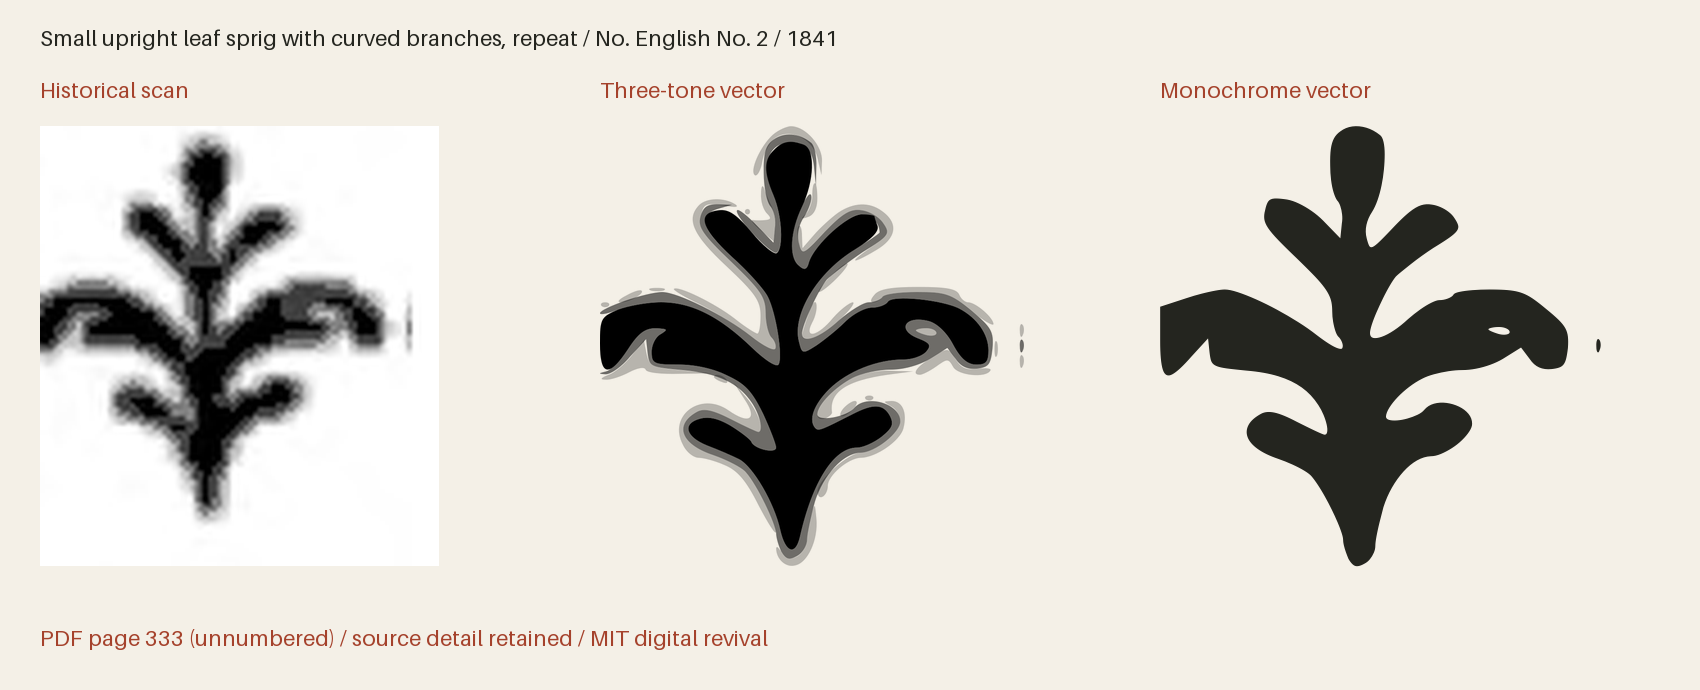 Small upright leaf sprig with curved branches, repeat / No. English No. 2 / 1841
Historical scan
Three-tone vector
Monochrome vector
PDF page 333 (unnumbered) / source detail retained / MIT digital revival